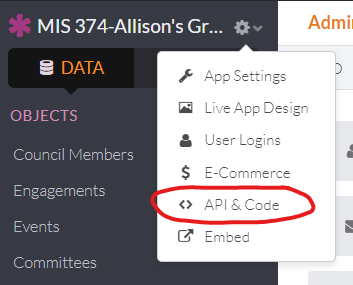 MIS 374-Allison's Gr...
Admin
DATA
App Settings
Live App Design
User Logins
$ E-Commerce
<> API & Code
Embed
OBJECTS
Council Members
Engagements
Events
Committees